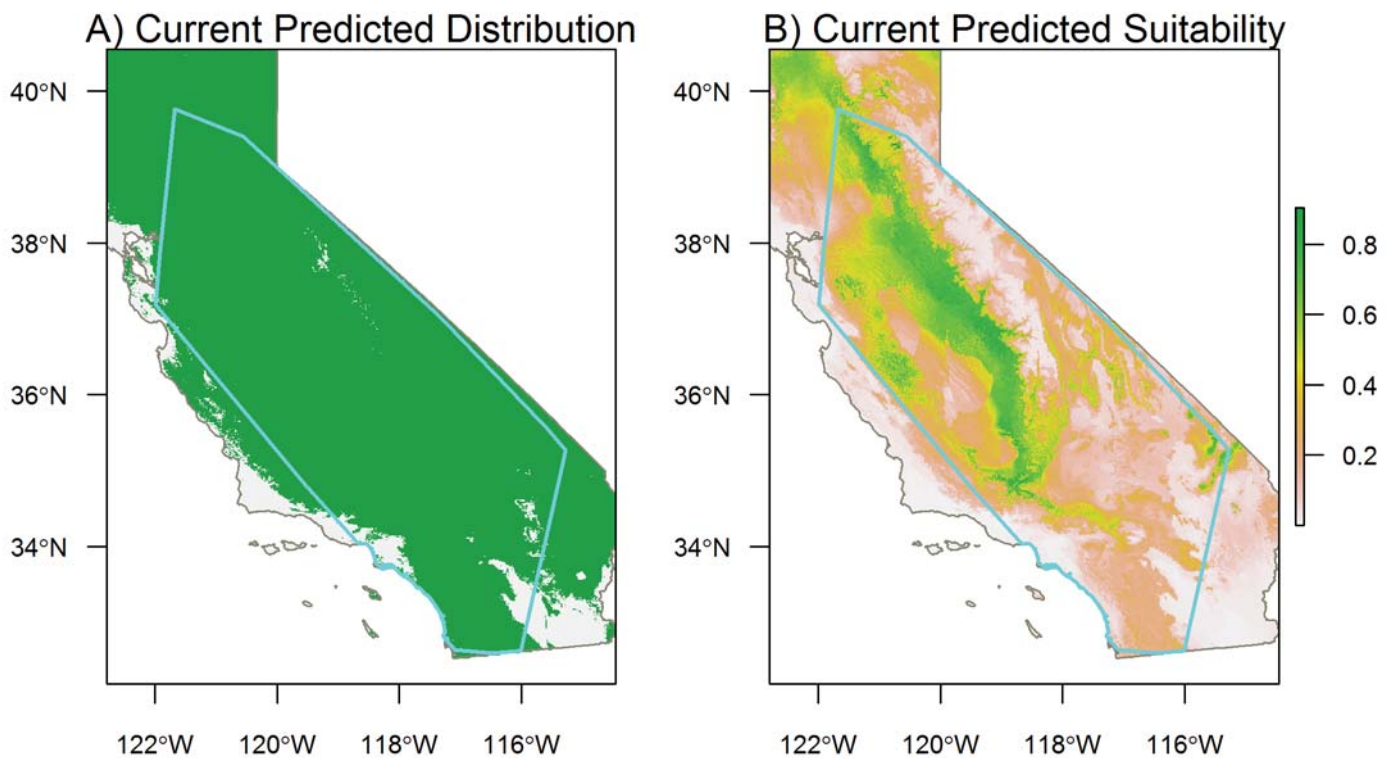 A) Current Predicted Distribution
B) Current Predicted Suitability
40°N
38°N
36°N
34°N
122°W 120°W 118°W 116°W
40°N
38°N
36°N
34°N
122°W 120°W 118°W 116°W
0.8
0.6
0.4
0.2